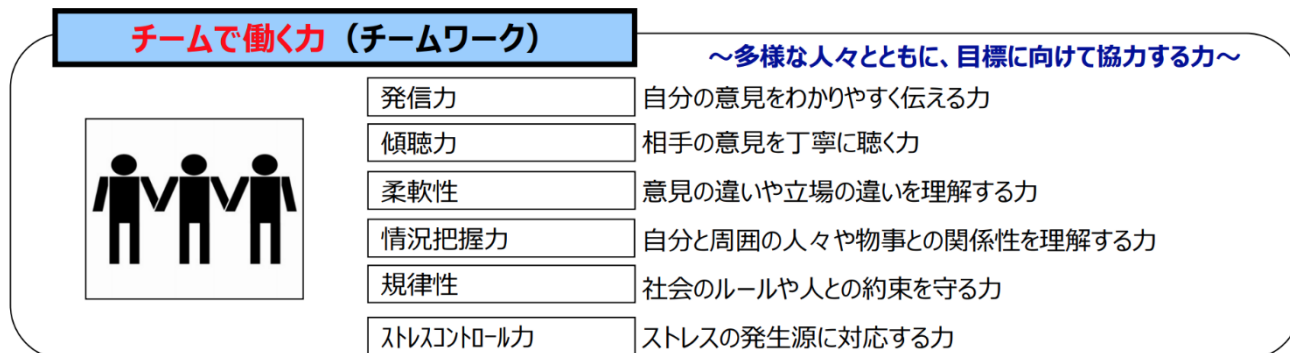 チームで働く力（チームワーク）
～多様な人々とともに、目標に向けて協力する力～
発信力 自分の意見をわかりやすく伝える力
傾聴力 相手の意見を丁寧に聴く力
柔軟性 意見の違いや立場の違いを理解する力
情況把握力 自分と周囲の人々や物事との関係性を理解する力
規律性 社会のルールや人との約束を守る力
ｽﾄﾚｽｺﾝﾄﾛｰﾙ力 ストレスの発生源に対応する力